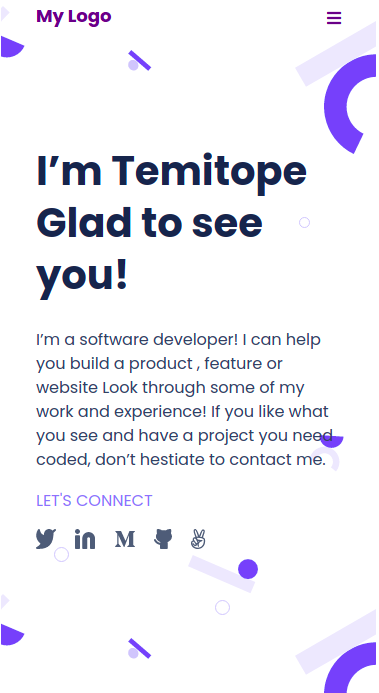 My Logo
I’m Temitope
Glad to see
you!
I’m a software developer! I can help
you build a product , feature or
website Look through some of my
work and experience! If you like what
you see and have a project you need
coded, don’t hestiate to contact me.
LET'S CONNECT